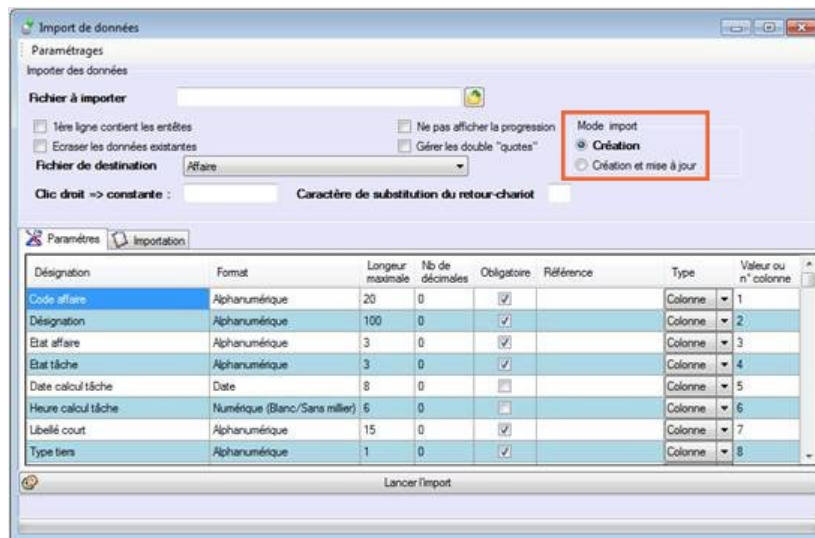 Import de données
Paramétrages
Importer des données
Fichier à importer
1ère ligne contient les entêtes
Ne pas afficher la progression
Mode import
Ecraser les données existantes
Gérer les double "quotes"
Création
Fichier de destination Affaire
Création et mise à jour
Clic droit => constante :
Caractère de substitution du retour-chariot
Paramètres Importation
Désignation Format Longeur maximale Nb de décimales Obligatoire Référence Type Valeur ou n° colonne
Code affaire Alphanumérique 20 0 Colonne 1
Désignation Alphanumérique 100 0 Colonne 2
Etat affaire Alphanumérique 3 0 Colonne 3
Etat tâche Alphanumérique 3 0 Colonne 4
Date calcul tâche Date 8 0 Colonne 5
Heure calcul tâche Numérique (Blanc/Sans millier) 6 0 Colonne 6
Libellé court Alphanumérique 15 0 Colonne 7
Type tiers Alphanumérique 1 0 Colonne 8
Lancer l'import